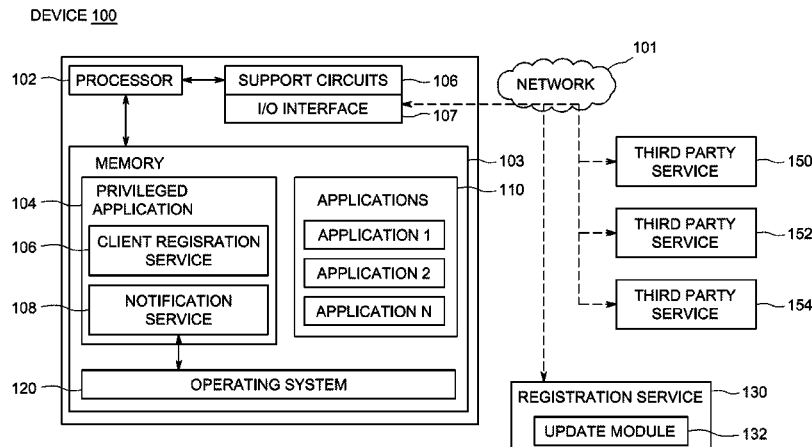 DEVICE 100
101
102
PROCESSOR
SUPPORT CIRCUITS
106
I/O INTERFACE
107
NETWORK
MEMORY
103
104
PRIVILEGED
APPLICATION
106
CLIENT REGISRATION
SERVICE
108
NOTIFICATION
SERVICE
110
APPLICATIONS
APPLICATION 1
APPLICATION 2
APPLICATION N
120
OPERATING SYSTEM
THIRD PARTY
SERVICE
150
THIRD PARTY
SERVICE
152
THIRD PARTY
SERVICE
154
REGISTRATION SERVICE
130
UPDATE MODULE
132